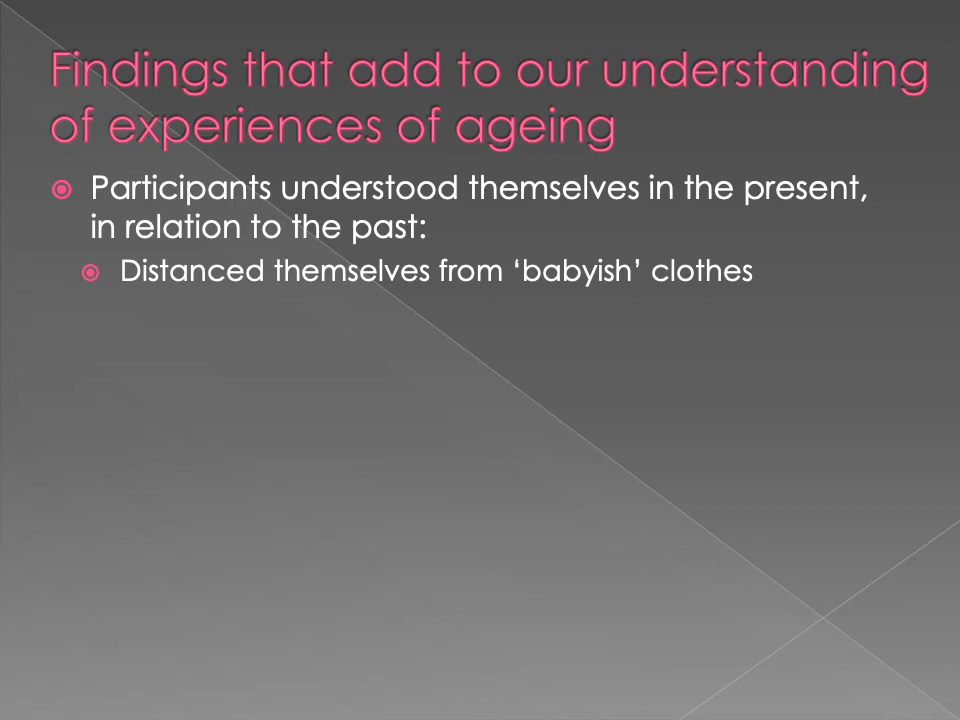 Findings that add to our understanding
of experiences of ageing
Participants understood themselves in the present,
in relation to the past:
Distanced themselves from ‘babyish’ clothes